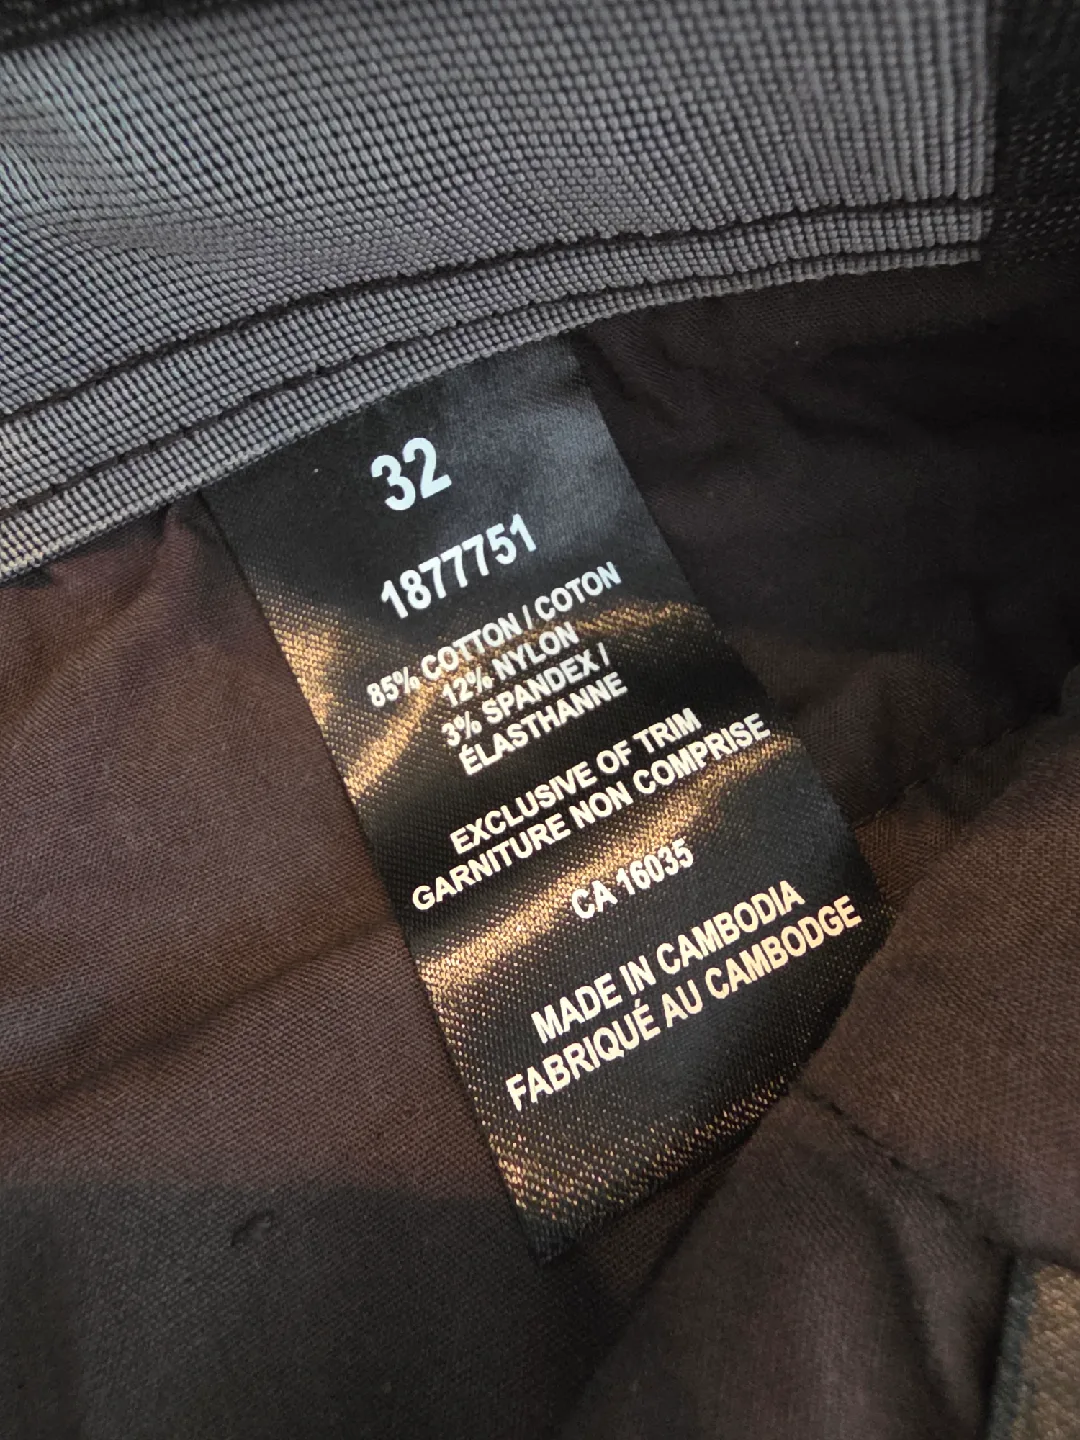 32
1877751
85% COTTON / COTON
12% NYLON
3% SPANDEX /
ÉLASTHANNE
EXCLUSIVE OF TRIM
GARNITURE NON COMPRISE
CA 16035
MADE IN CAMBODIA
FABRIQUÉ AU CAMBODGE